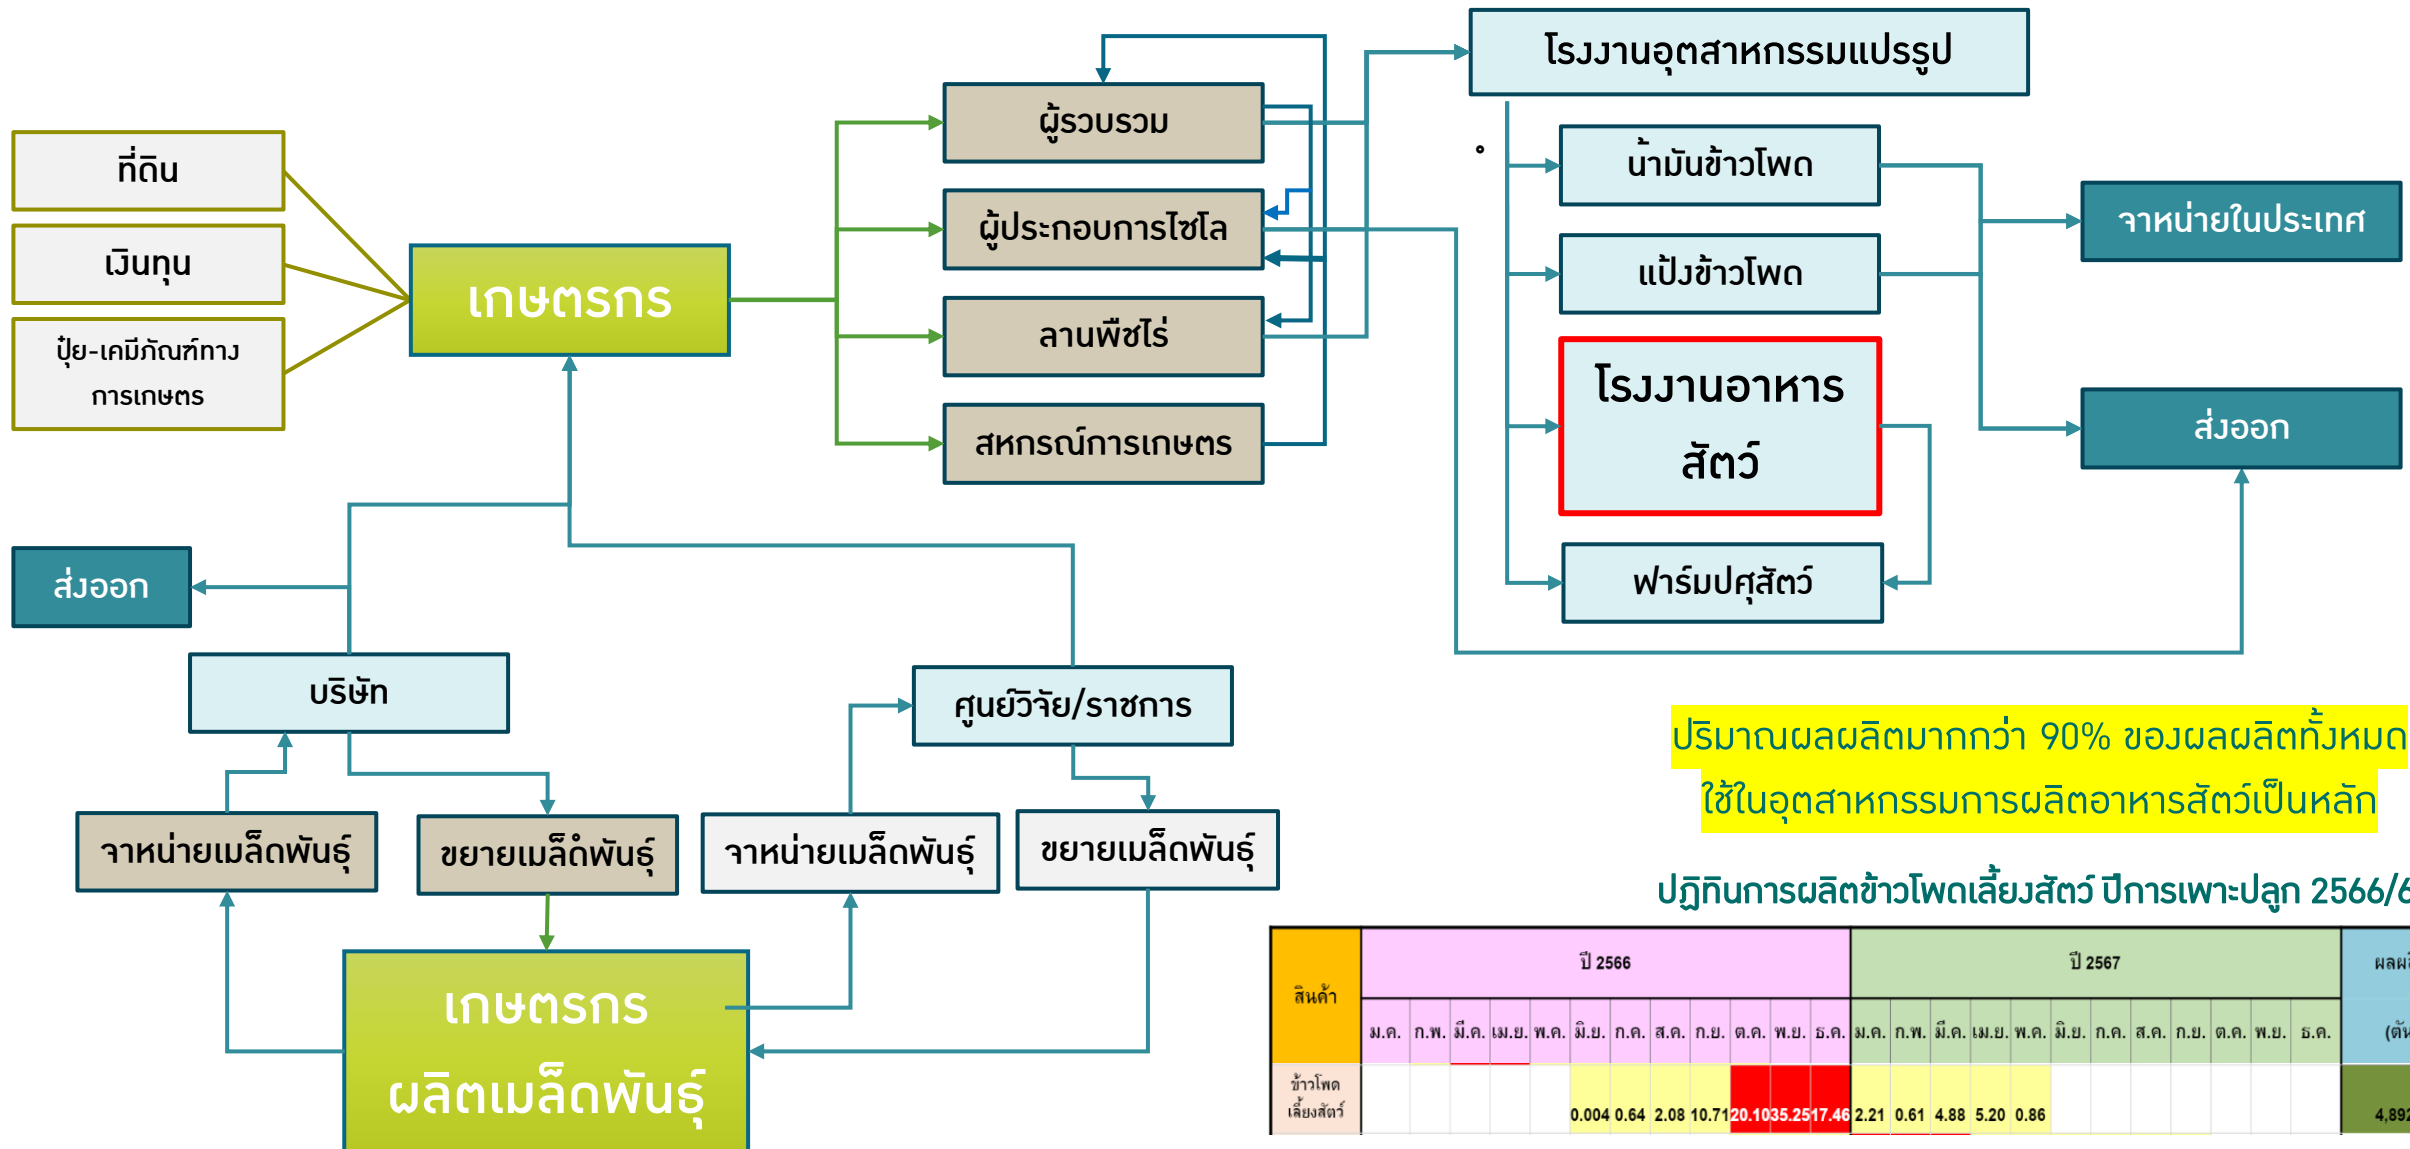 โรงงานอุตสาหกรรมแปรรูป
ผู้รวบรวม
ที่ดิน
น้ามันข้าวโพด
ผู้ประกอบการไซโล
จาหน่ายในประเทศ
เงินทุน
แป้งข้าวโพด
เกษตรกร
ลานพืชไร่
ปุ๋ย-เคมีภัณฑ์ทาง
การเกษตร
โรงงานอาหาร
สัตว์
ส่งออก
สหกรณ์การเกษตร
ส่งออก
ฟาร์มปศุสัตว์
บริษัท
ศูนย์วิจัย/ราชการ
ปริมาณผลผลิตมากกว่า 90% ของผลผลิตทั้งหมด
ใช้ในอุตสาหกรรมการผลิตอาหารสัตว์เป็นหลัก
จาหน่ายเมล็ดพันธุ์
ขยายเมล็ดพันธุ์
จาหน่ายเมล็ดพันธุ์
ขยายเมล็ดพันธุ์
ปฏิทินการผลิตข้าวโพดเลี้ยงสัตว์ ปีการเพาะปลูก 2566/6
เกษตรกร
ผลิตเมล็ดพันธุ์
สินค้า ปี 2566 ปี 2567
ม.ค. ก.พ. มี.ค. เม.ย. พ.ค. มิ.ย. ก.ค. ส.ค. ก.ย. ต.ค. พ.ย. ธ.ค. ม.ค. ก.พ. มี.ค. เม.ย. พ.ค. มิ.ย. ก.ค. ส.ค. ก.ย. ต.ค. พ.ย. ธ.ค.
ข้าวโพด
เลี้ยงสัตว์ 0.004 0.64 2.08 10.71 20.10 35.25 17.46 2.21 0.61 4.88 5.20 0.86 4,892